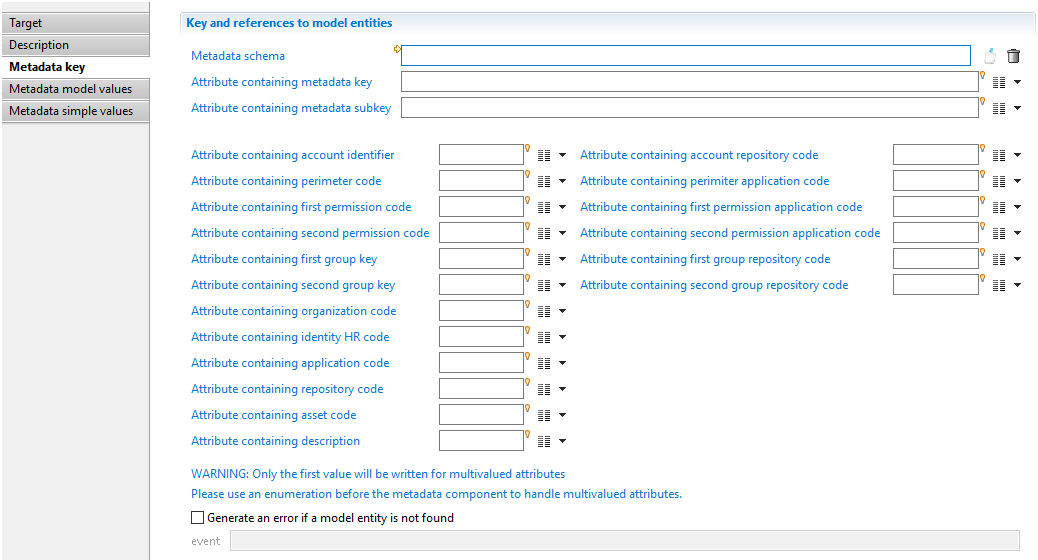 Target
Description
Metadata key
Metadata model values
Metadata simple values
Key and references to model entities
Metadata schema
Attribute containing metadata key
Attribute containing metadata subkey
Attribute containing account identifier Attribute containing account repository code
Attribute containing perimeter code Attribute containing perimiter application code
Attribute containing first permission code Attribute containing first permission application code
Attribute containing second permission code Attribute containing second permission application code
Attribute containing first group key Attribute containing first group repository code
Attribute containing second group key Attribute containing second group repository code
Attribute containing organization code
Attribute containing identity HR code
Attribute containing application code
Attribute containing repository code
Attribute containing asset code
Attribute containing description
WARNING: Only the first value will be written for multivalued attributes
Please use an enumeration before the metadata component to handle multivalued attributes.
Generate an error if a model entity is not found
event